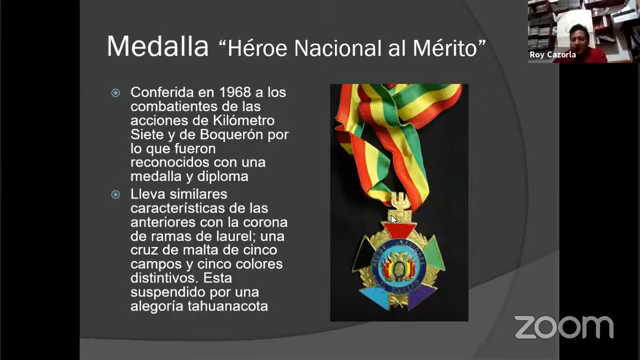 Roy Cazorla
Medalla “Héroe Nacional al Mérito”
Conferida en 1968 a los
combatientes de las
acciones de Kilómetro
Siete y de Boquerón por
lo que fueron
reconocidos con una
medalla y diploma
Lleva similares
características de las
anteriores con la corona
de ramas de laurel; una
cruz de malta de cinco
campos y cinco colores
distintivos. Esta
suspendido por una
alegoría tahuanacota
zoom